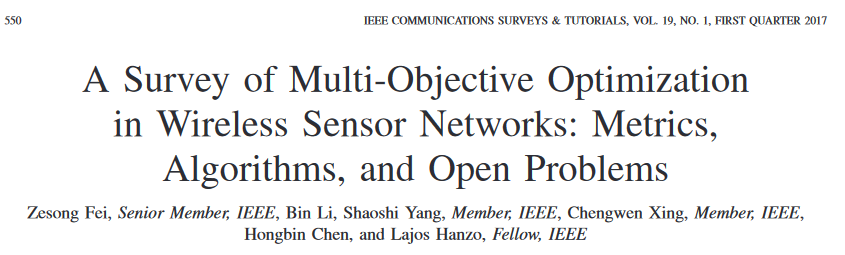 550
IEEE COMMUNICATIONS SURVEYS & TUTORIALS, VOL. 19, NO. 1, FIRST QUARTER 2017
A Survey of Multi-Objective Optimization
in Wireless Sensor Networks: Metrics,
Algorithms, and Open Problems
Zesong Fei, Senior Member, IEEE, Bin Li, Shaoshi Yang, Member, IEEE, Chengwen Xing, Member, IEEE,
Hongbin Chen, and Lajos Hanzo, Fellow, IEEE